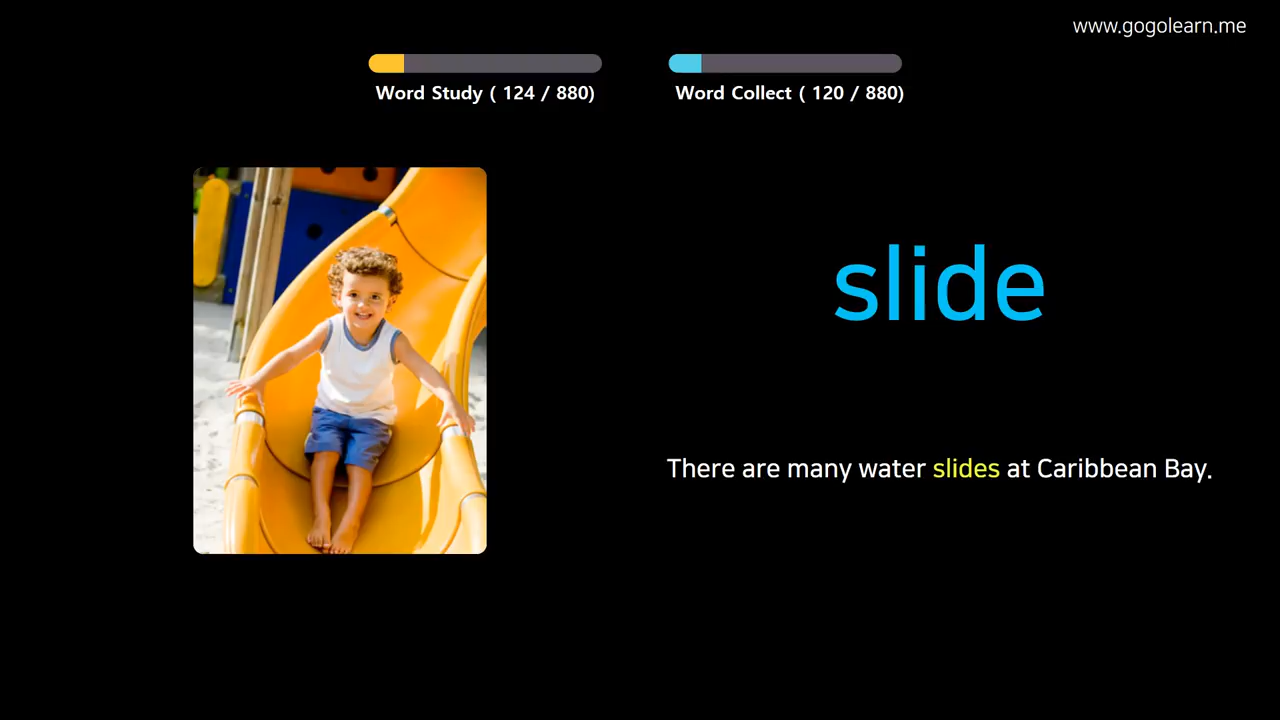 www.gogolearn.me
Word Study ( 124 / 880)
Word Collect ( 120 / 880)
slide
There are many water slides at Caribbean Bay.